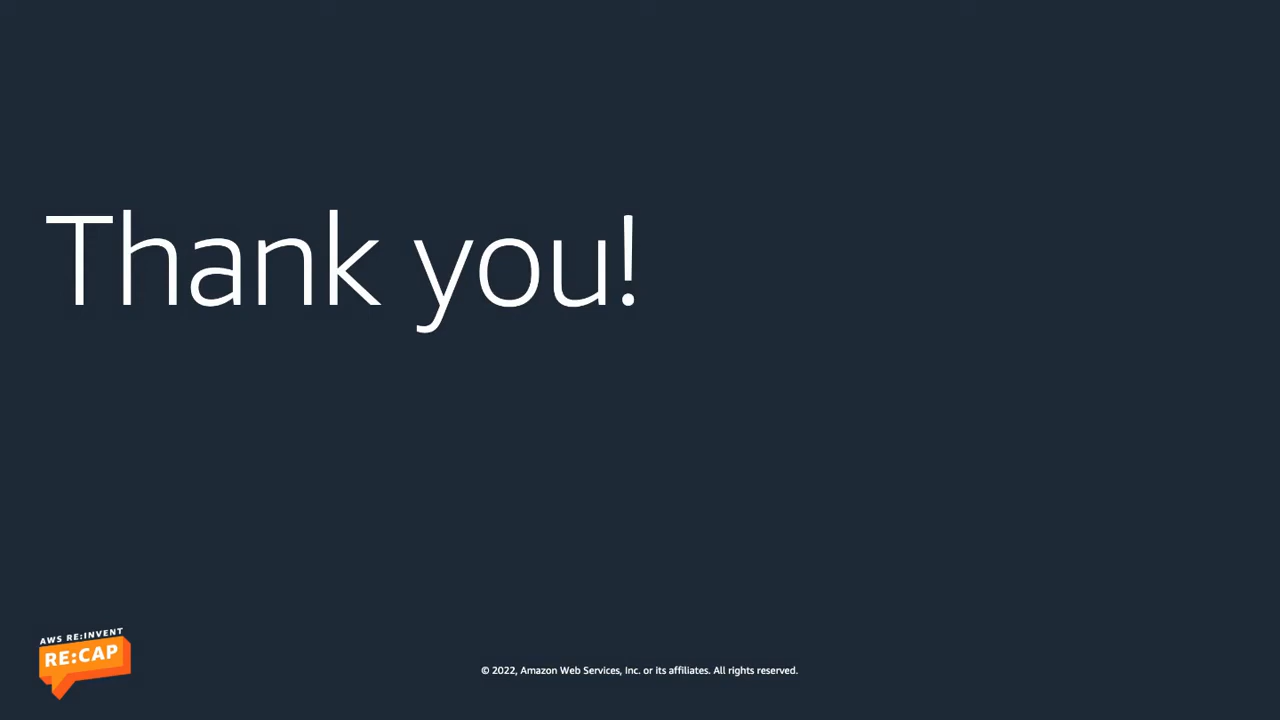 Thank you!
AWS RE:INVENT
RE:CAP
© 2022, Amazon Web Services, Inc. or its affiliates. All rights reserved.